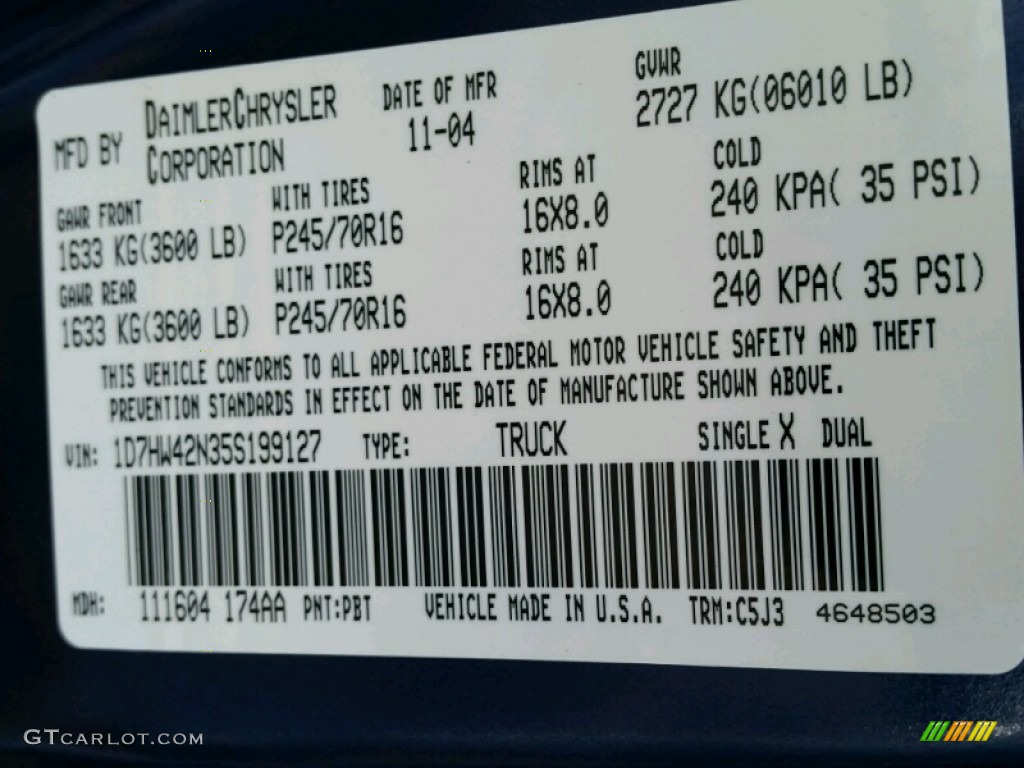 MFD BY DAIMLERCHRYSLER CORPORATION DATE OF MFR 11-04 GVWR 2727 KG(06010 LB)
GAWR FRONT WITH TIRES RIMS AT COLD
1633 KG(3600 LB) P245/70R16 16X8.0 240 KPA( 35 PSI)
GAWR REAR WITH TIRES RIMS AT COLD
1633 KG(3600 LB) P245/70R16 16X8.0 240 KPA( 35 PSI)
THIS VEHICLE CONFORMS TO ALL APPLICABLE FEDERAL MOTOR VEHICLE SAFETY AND THEFT
PREVENTION STANDARDS IN EFFECT ON THE DATE OF MANUFACTURE SHOWN ABOVE.
VIN: 1D7HW42N35S199127 TYPE: TRUCK SINGLE X DUAL
MDH: 111604 174AA PNT:PBT VEHICLE MADE IN U.S.A. TRM:C5J3 4648503
GTCARLOT.COM